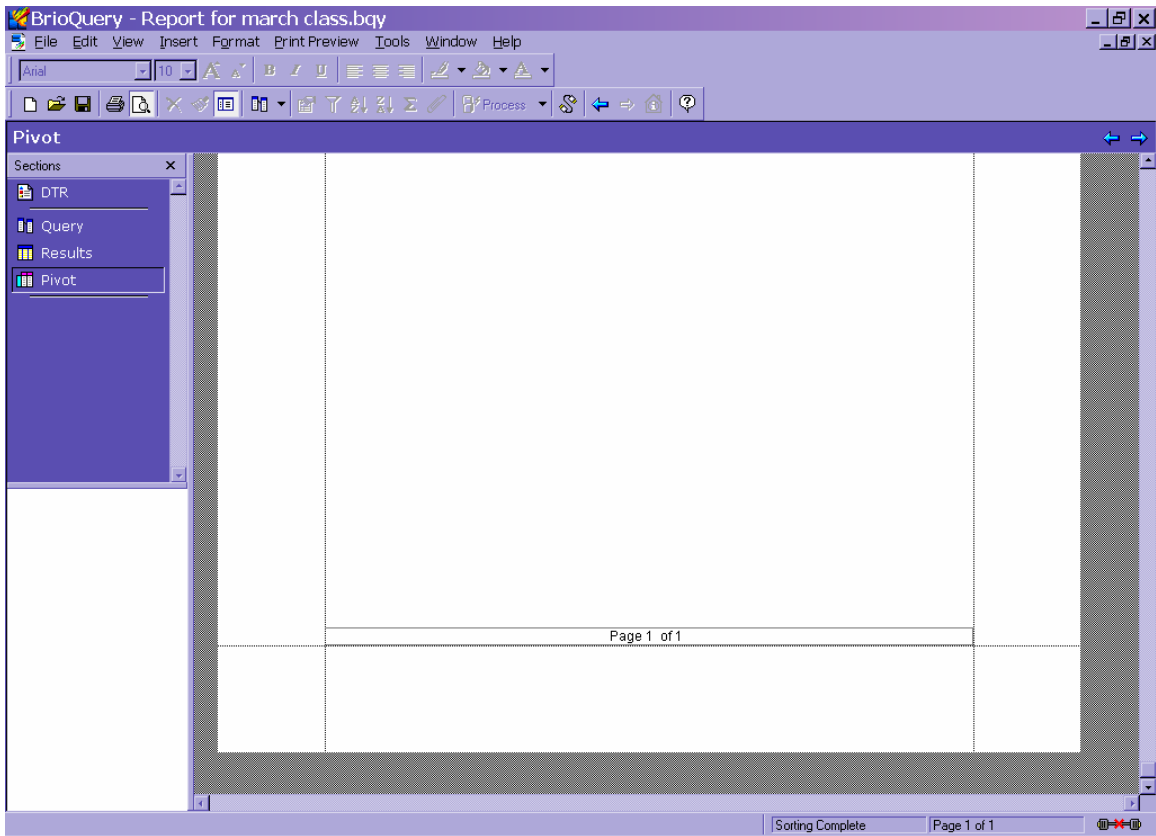 BrioQuery - Report for march class.bqy
File Edit View Insert Format Print Preview Tools Window Help
Arial 10 B I U A
Process
Pivot
Sections
DTR
Query
Results
Pivot
Page 1 of 1
Sorting Complete Page 1 of 1